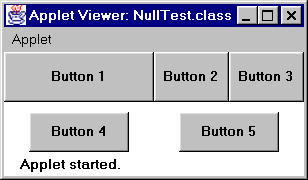 Applet Viewer: NullTest.class
Applet
Button 1 Button 2 Button 3
Button 4 Button 5
Applet started.